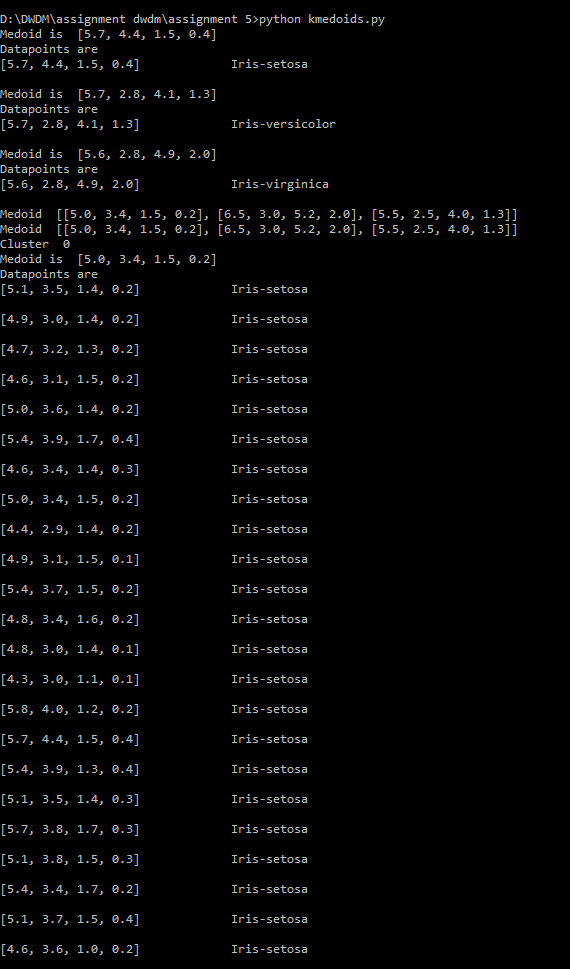 D:\DWDM\assignment dwdm\assignment 5>python kmedoids.py
Medoid is  [5.7, 4.4, 1.5, 0.4]
Datapoints are
[5.7, 4.4, 1.5, 0.4]            Iris-setosa
Medoid is  [5.7, 2.8, 4.1, 1.3]
Datapoints are
[5.7, 2.8, 4.1, 1.3]            Iris-versicolor
Medoid is  [5.6, 2.8, 4.9, 2.0]
Datapoints are
[5.6, 2.8, 4.9, 2.0]            Iris-virginica
Medoid  [[5.0, 3.4, 1.5, 0.2], [6.5, 3.0, 5.2, 2.0], [5.5, 2.5, 4.0, 1.3]]
Medoid  [[5.0, 3.4, 1.5, 0.2], [6.5, 3.0, 5.2, 2.0], [5.5, 2.5, 4.0, 1.3]]
Cluster  0
Medoid is  [5.0, 3.4, 1.5, 0.2]
Datapoints are
[5.1, 3.5, 1.4, 0.2]            Iris-setosa
[4.9, 3.0, 1.4, 0.2]            Iris-setosa
[4.7, 3.2, 1.3, 0.2]            Iris-setosa
[4.6, 3.1, 1.5, 0.2]            Iris-setosa
[5.0, 3.6, 1.4, 0.2]            Iris-setosa
[5.4, 3.9, 1.7, 0.4]            Iris-setosa
[4.6, 3.4, 1.4, 0.3]            Iris-setosa
[5.0, 3.4, 1.5, 0.2]            Iris-setosa
[4.4, 2.9, 1.4, 0.2]            Iris-setosa
[4.9, 3.1, 1.5, 0.1]            Iris-setosa
[5.4, 3.7, 1.5, 0.2]            Iris-setosa
[4.8, 3.4, 1.6, 0.2]            Iris-setosa
[4.8, 3.0, 1.4, 0.1]            Iris-setosa
[4.3, 3.0, 1.1, 0.1]            Iris-setosa
[5.8, 4.0, 1.2, 0.2]            Iris-setosa
[5.7, 4.4, 1.5, 0.4]            Iris-setosa
[5.4, 3.9, 1.3, 0.4]            Iris-setosa
[5.1, 3.5, 1.4, 0.3]            Iris-setosa
[5.7, 3.8, 1.7, 0.3]            Iris-setosa
[5.1, 3.8, 1.5, 0.3]            Iris-setosa
[5.4, 3.4, 1.7, 0.2]            Iris-setosa
[5.1, 3.7, 1.5, 0.4]            Iris-setosa
[4.6, 3.6, 1.0, 0.2]            Iris-setosa